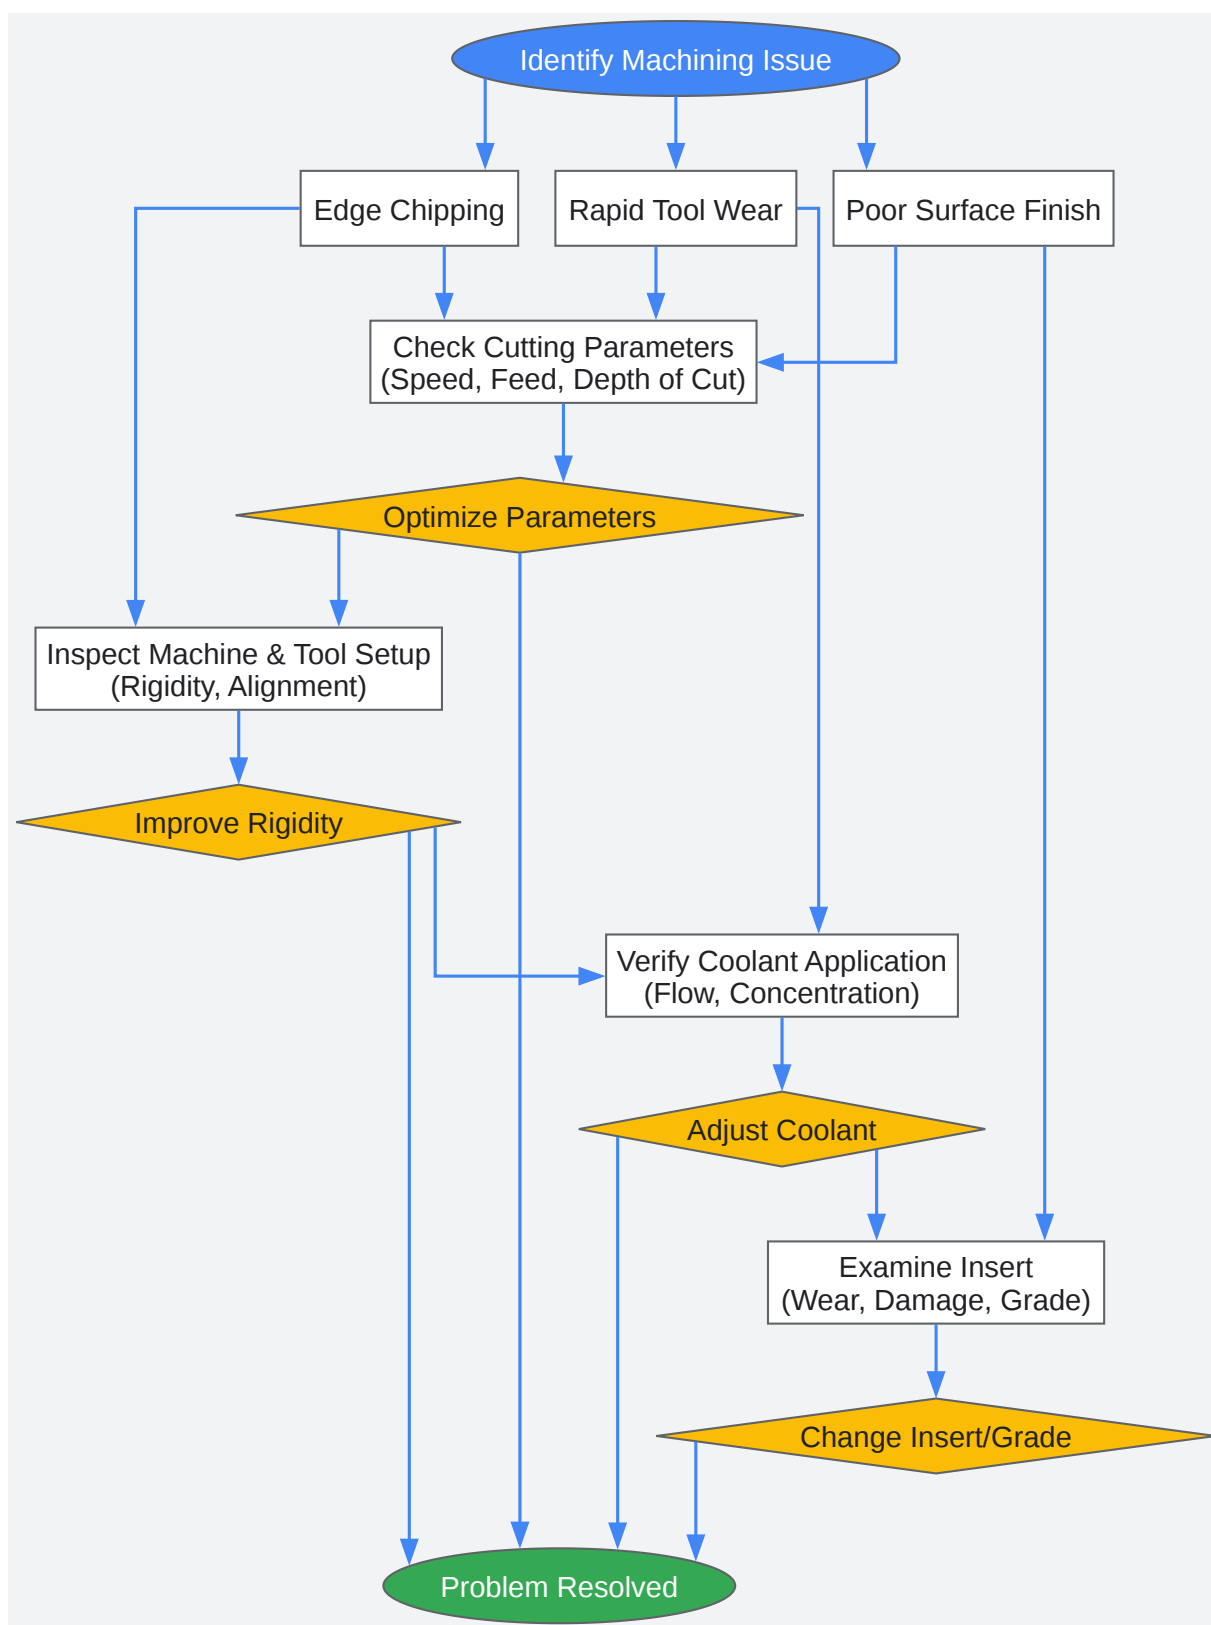 Identify Machining Issue
Edge Chipping
Rapid Tool Wear
Poor Surface Finish
Check Cutting Parameters
(Speed, Feed, Depth of Cut)
Optimize Parameters
Inspect Machine & Tool Setup
(Rigidity, Alignment)
Improve Rigidity
Verify Coolant Application
(Flow, Concentration)
Adjust Coolant
Examine Insert
(Wear, Damage, Grade)
Change Insert/Grade
Problem Resolved